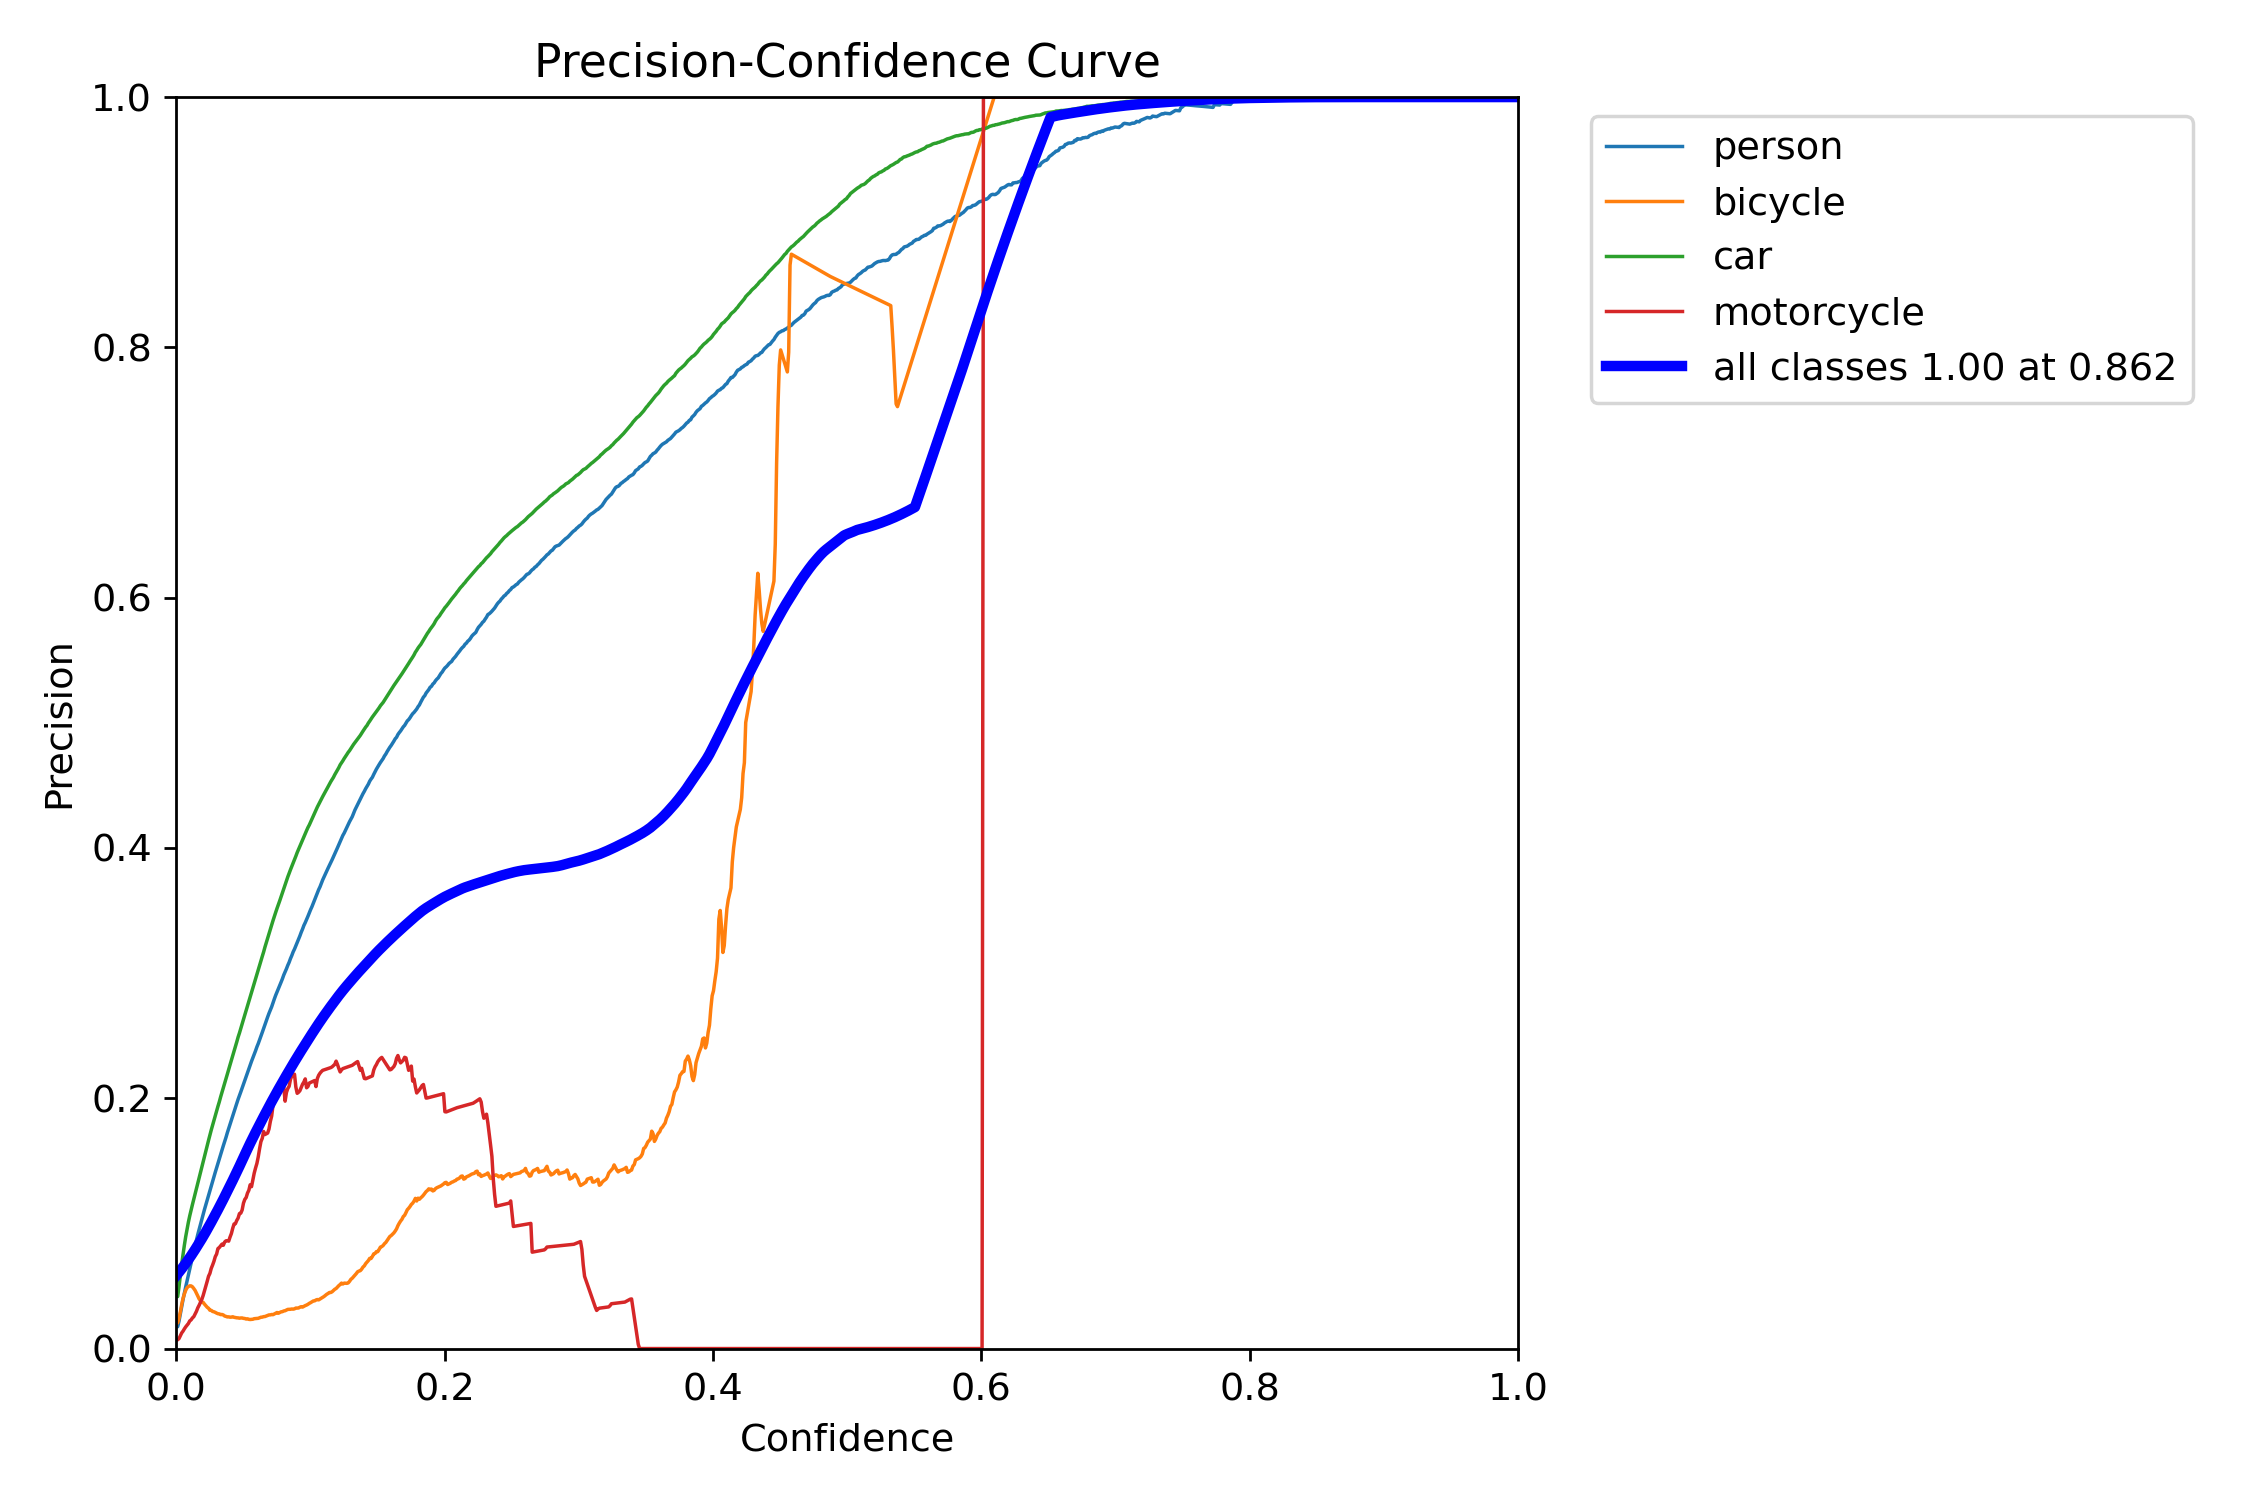 Precision-Confidence Curve
1.0
0.8
0.6
0.4
0.2
0.0
Precision
0.0 0.2 0.4 0.6 0.8 1.0
Confidence
person
bicycle
car
motorcycle
all classes 1.00 at 0.862